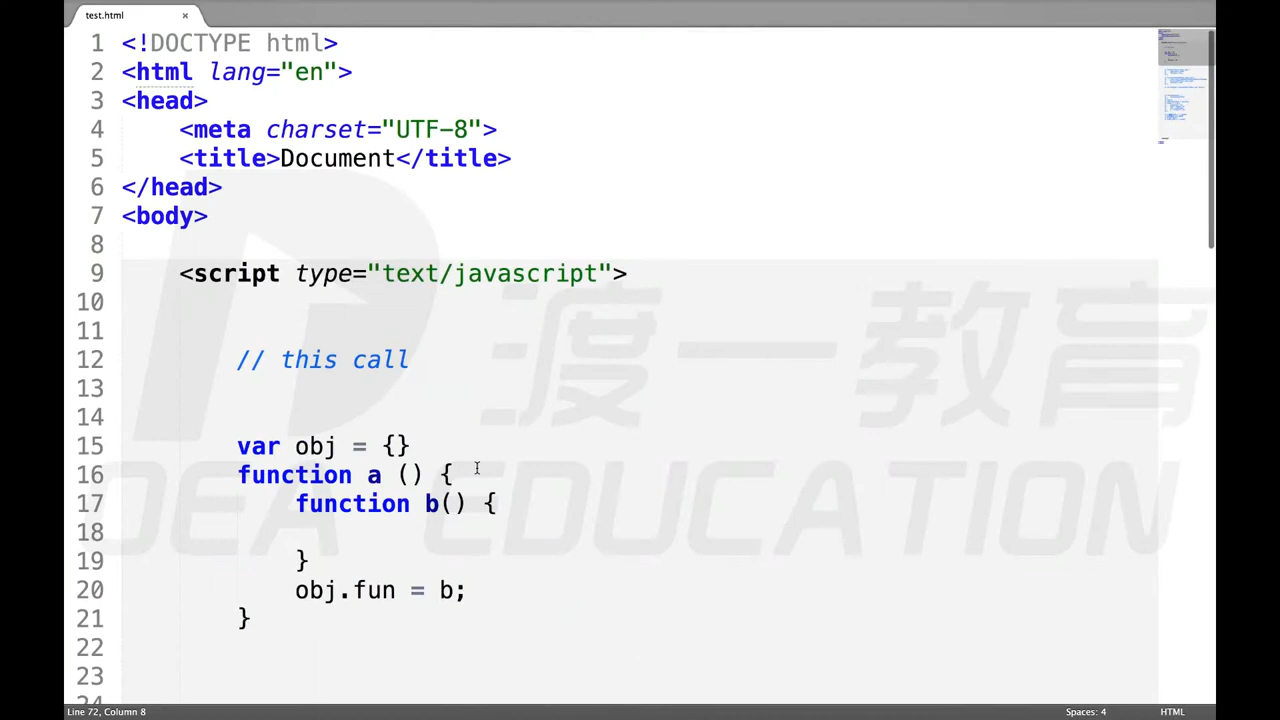 test.html ×
1 <!DOCTYPE html>
2 <html lang="en">
3 <head>
4 <meta charset="UTF-8">
5 <title>Document</title>
6 </head>
7 <body>
8
9 <script type="text/javascript">
10
11
12 // this call
13
14
15 var obj = {}
16 function a () {
17 function b() {
18
19 }
20 obj.fun = b;
21 }
22
23
24
渡一教育
IDEA EDUCATION
Line 72, Column 8
Spaces: 4
HTML